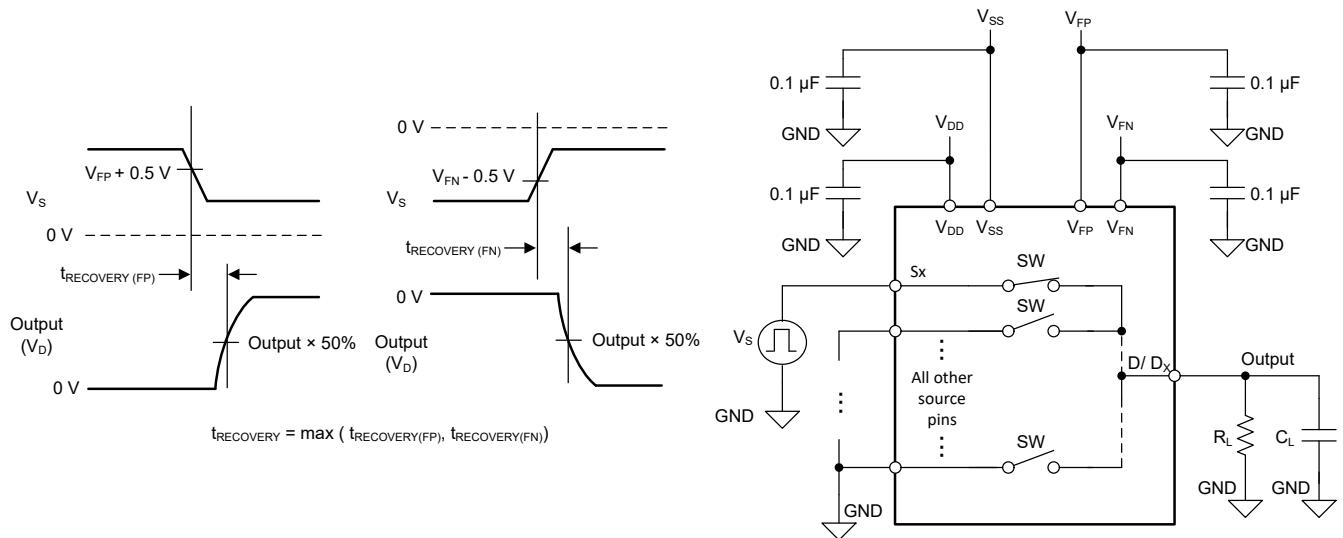 0 V
V_FP + 0.5 V
V_S
0 V
t_RECOVERY (FP)
Output
(V_D)
Output × 50%
0 V
V_FN - 0.5 V
V_S
t_RECOVERY (FN)
0 V
Output
(V_D)
Output × 50%
t_RECOVERY = max ( t_RECOVERY(FP), t_RECOVERY(FN))
V_SS
V_FP
0.1 µF
0.1 µF
GND
V_DD
V_FN
GND
0.1 µF
0.1 µF
GND
V_DD
V_SS
V_FP
V_FN
GND
Sx
SW
SW
V_S
GND
⋮
⋮
All other
source
pins
⋮
D/ D_X
Output
SW
R_L
C_L
GND
GND
GND